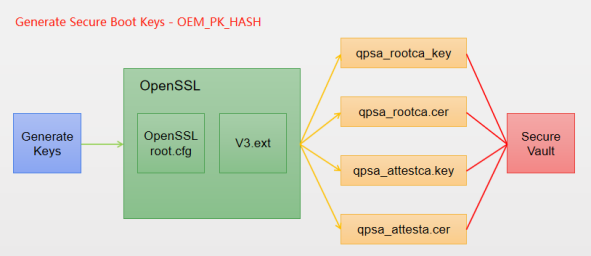 Generate Secure Boot Keys - OEM_PK_HASH
Generate
Keys
OpenSSL
OpenSSL
root.cfg
V3.ext
qpsa_rootca_key
qpsa_rootca.cer
qpsa_attestca.key
qpsa_attesta.cer
Secure
Vault